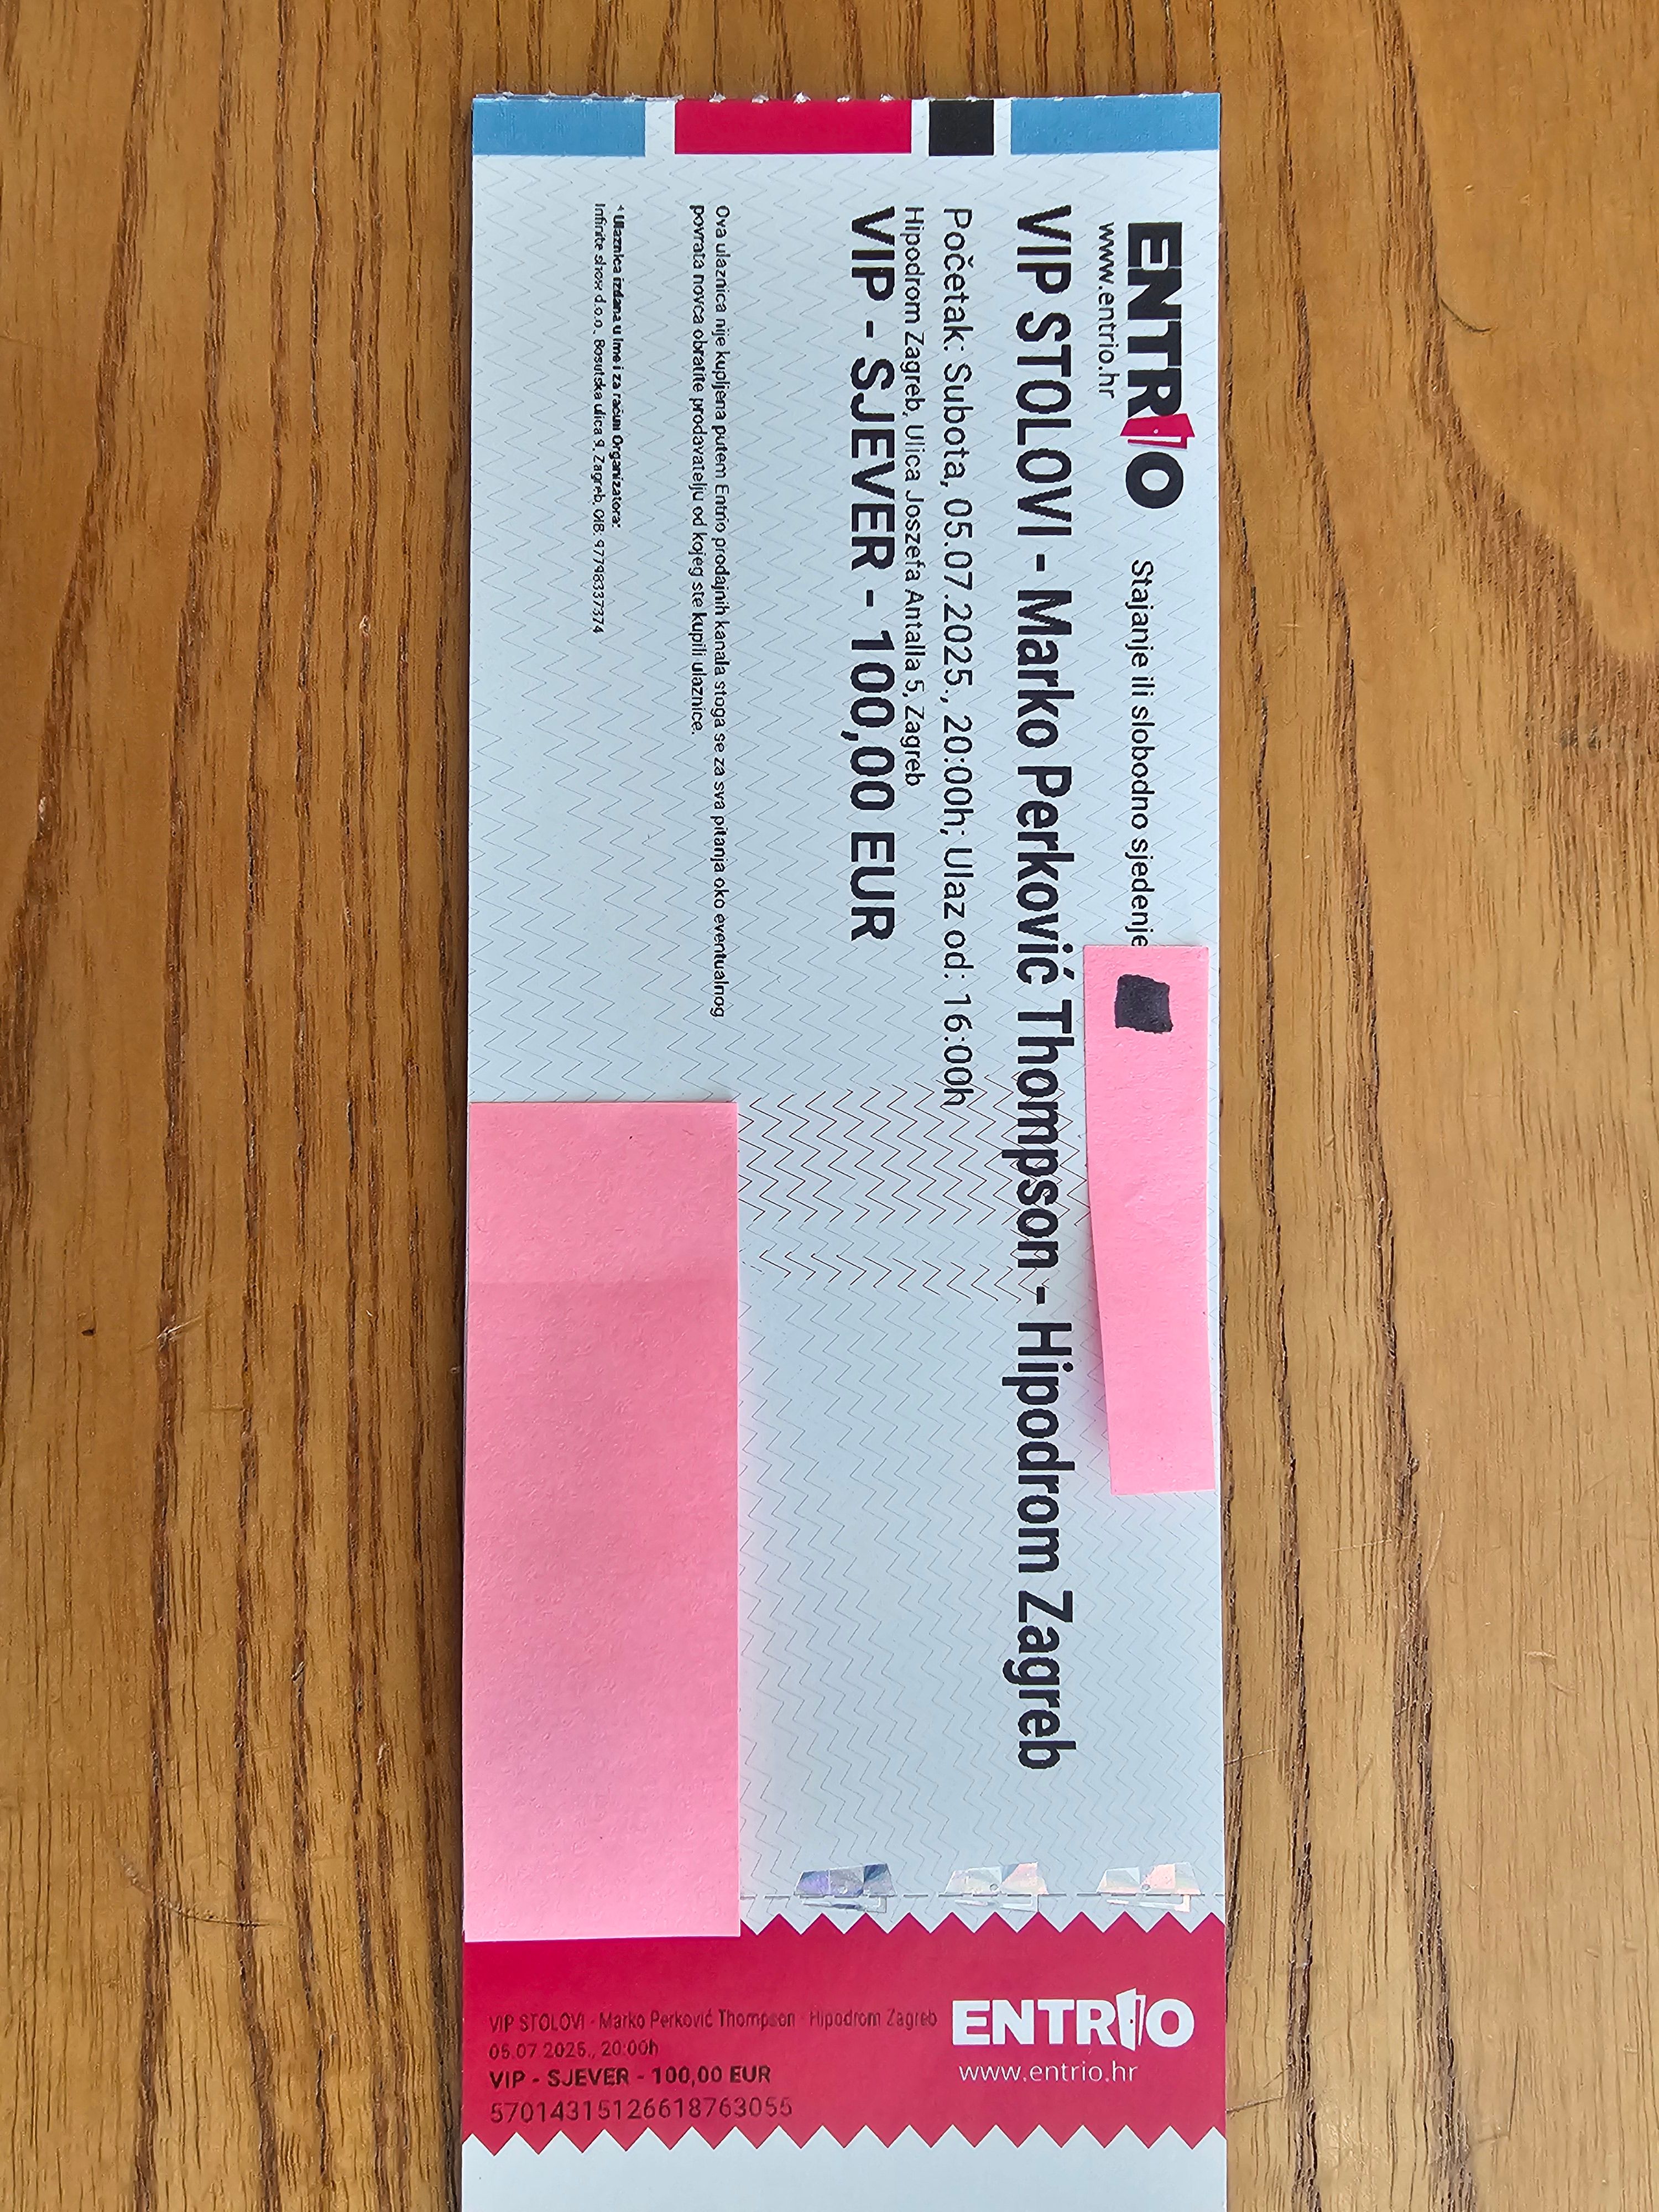 ENTRIO
www.entrio.hr
Stajanje ili slobodno sjedenje
VIP STOLOVI - Marko Perković Thompson - Hipodrom Zagreb
Početak: Subota, 05.07.2025., 20:00h; Ulaz od: 16:00h
Hipodrom Zagreb, Ulica Joszefa Antalla 5, Zagreb
VIP - SJEVER - 100,00 EUR
Ova ulaznica nije kupljena putem Entrio prodajnih kanala stoga se za sva pitanja oko eventualnog
povrata novca obratite prodavatelju od kojeg ste kupili ulaznice.
* Ulaznica izdana u ime i za račun Organizatora:
Infinite show d.o.o., Bosutska ulica 9, Zagreb, OIB: 97798337374
ENTRIO
www.entrio.hr
VIP STOLOVI - Marko Perković Thompson - Hipodrom Zagreb
05.07.2025., 20:00h
VIP - SJEVER - 100,00 EUR
57014315126618763055